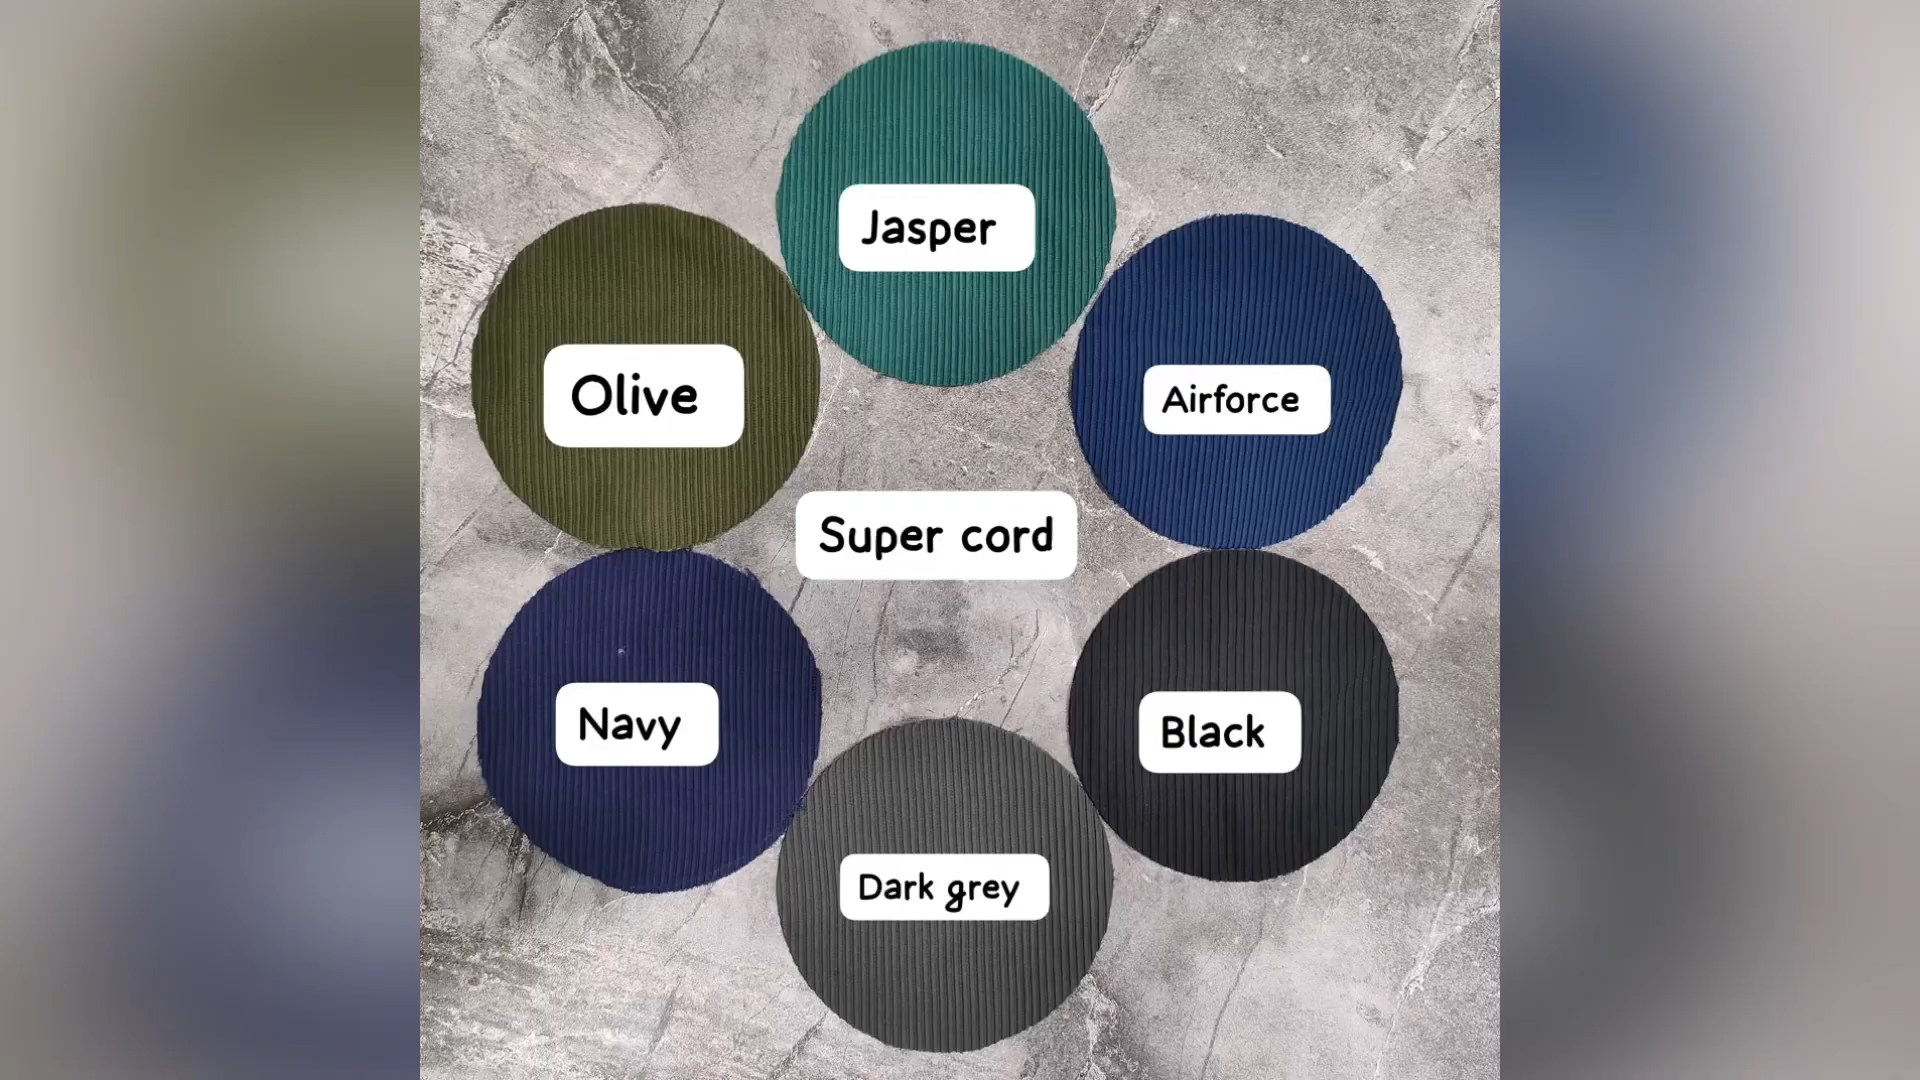 Jasper
Olive
Airforce
Super cord
Navy
Black
Dark grey